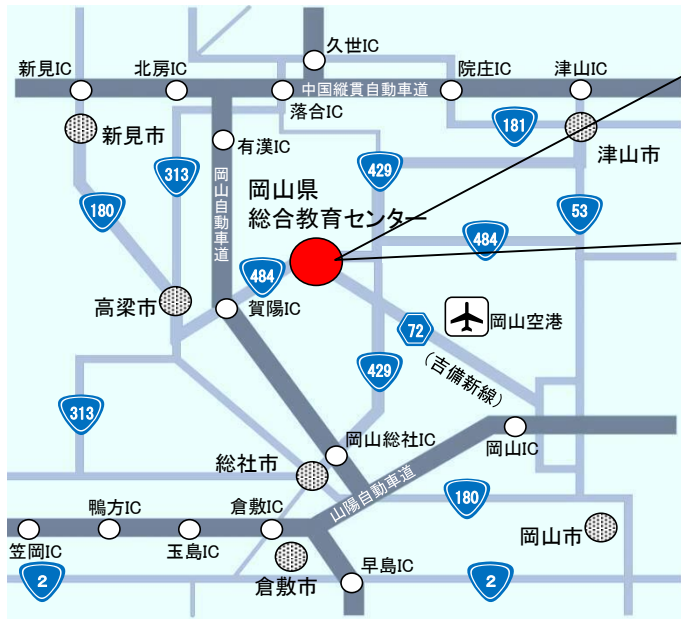 久世IC
新見IC
北房IC
院庄IC
津山IC
中国縦貫自動車道
落合IC
新見市
181
有漢IC
津山市
313
429
岡山自動車道
岡山県
総合教育センター
180
53
484
484
高梁市
賀陽IC
72
岡山空港
429
(吉備新線)
313
岡山総社IC
岡山IC
総社市
180
山陽自動車道
鴨方IC
倉敷IC
岡山市
笠岡IC
玉島IC
倉敷市
早島IC
2
2